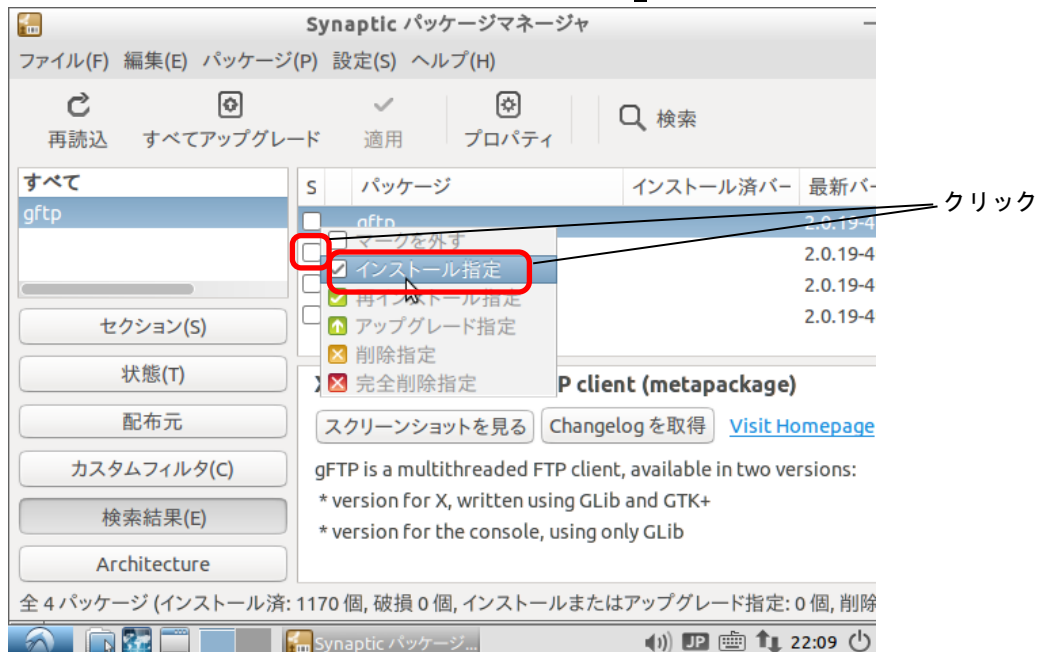 Synaptic パッケージマネージャ
ファイル(F) 編集(E) パッケージ(P) 設定(S) ヘルプ(H)
再読込 すべてアップグレード 適用 プロパティ 検索
すべて
gftp
S パッケージ インストール済バー 最新バー
gftp 2.0.19-4
2.0.19-4
2.0.19-4
2.0.19-4
マークを外す
インストール指定
再インストール指定
アップグレード指定
削除指定
完全削除指定
クリック
セクション(S)
状態(T)
配布元
カスタムフィルタ(C)
検索結果(E)
Architecture
P client (metapackage)
スクリーンショットを見る Changelog を取得 Visit Homepage
gFTP is a multithreaded FTP client, available in two versions:
* version for X, written using GLib and GTK+
* version for the console, using only GLib
全 4 パッケージ (インストール済: 1170 個, 破損 0 個, インストールまたはアップグレード指定: 0 個, 削除
Synaptic パッケージ... JP 22:09